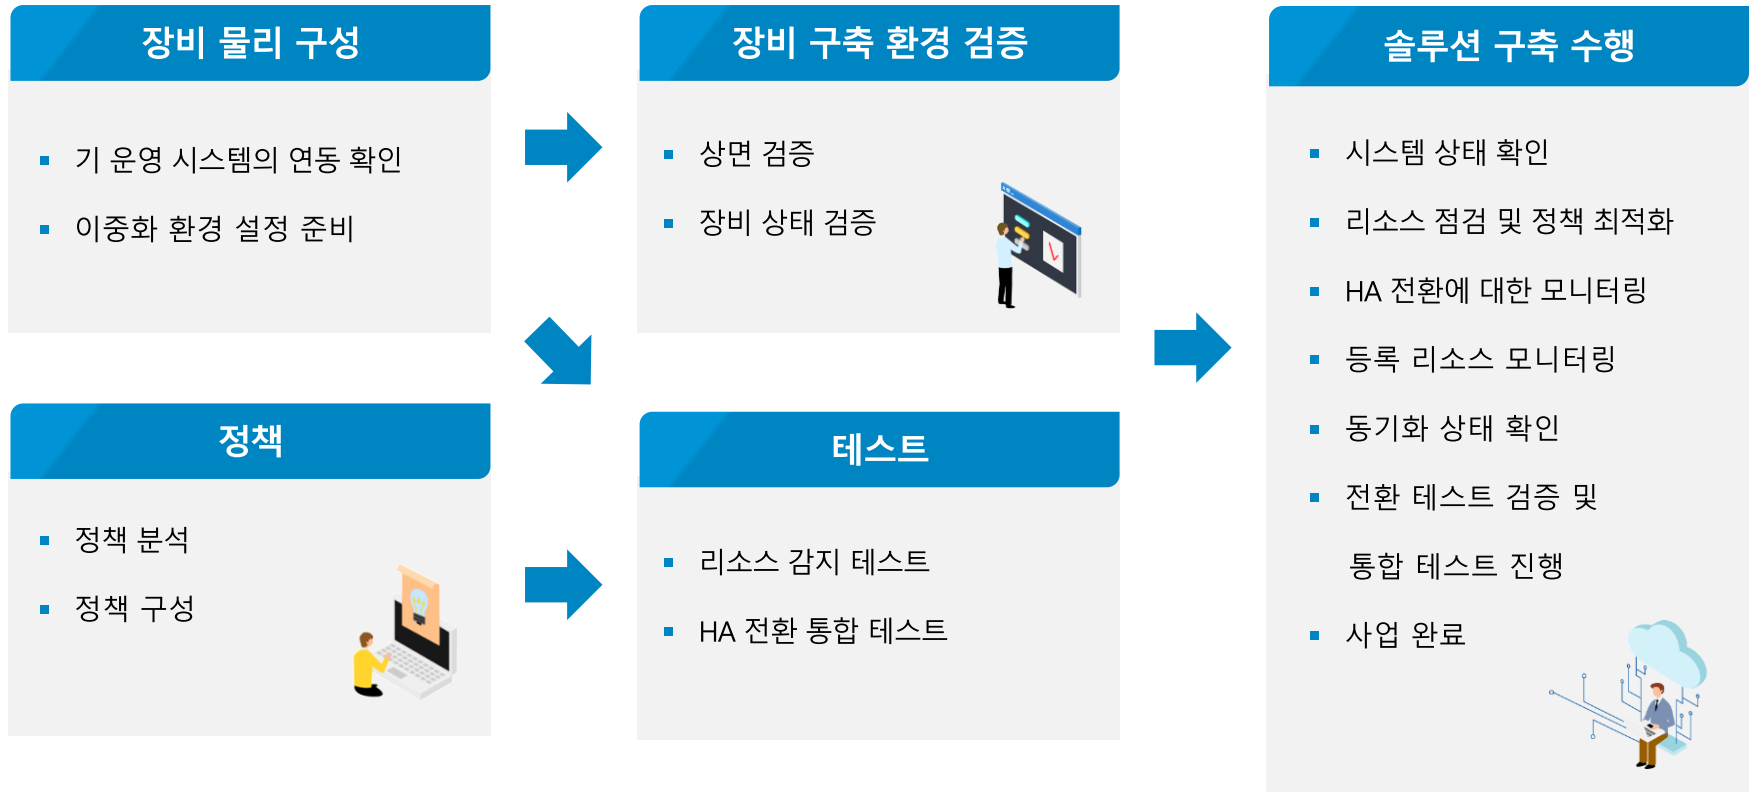 장비 물리 구성
기 운영 시스템의 연동 확인
이중화 환경 설정 준비
장비 구축 환경 검증
상면 검증
장비 상태 검증
정책
정책 분석
정책 구성
테스트
리소스 감지 테스트
HA 전환 통합 테스트
솔루션 구축 수행
시스템 상태 확인
리소스 점검 및 정책 최적화
HA 전환에 대한 모니터링
등록 리소스 모니터링
동기화 상태 확인
전환 테스트 검증 및
통합 테스트 진행
사업 완료